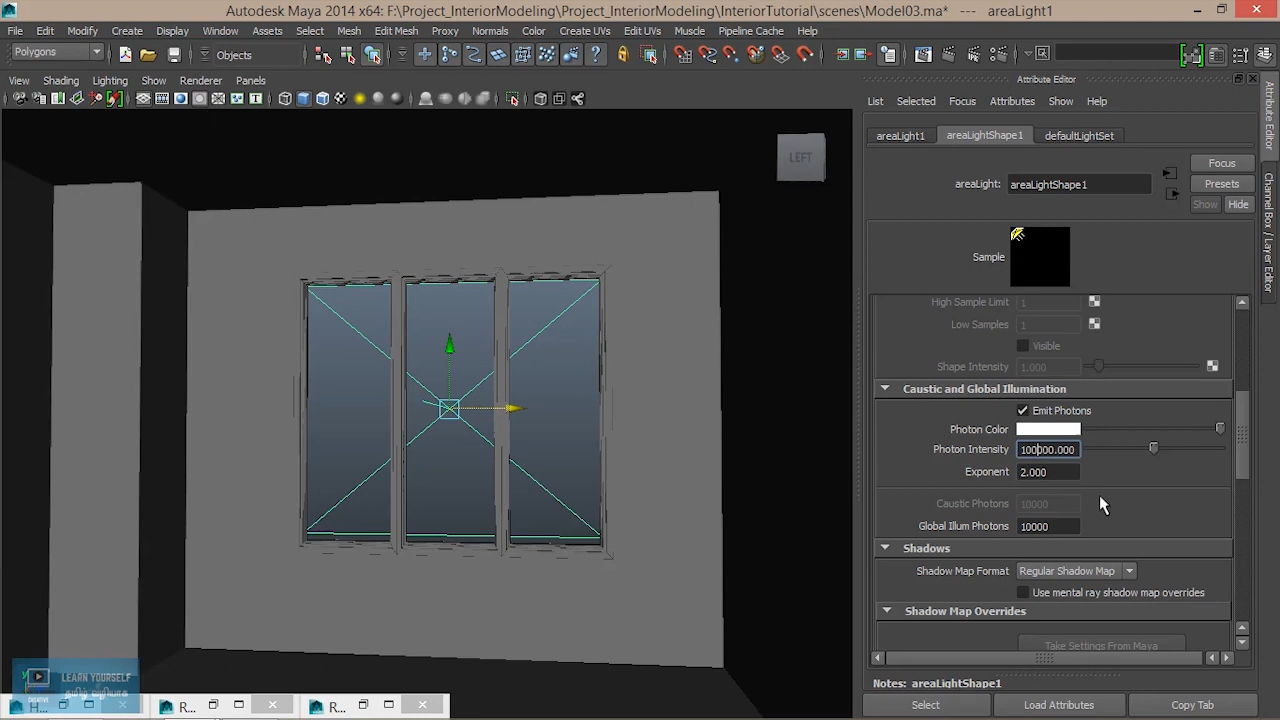 Autodesk Maya 2014 x64: F:\Project_InteriorModeling\Project_InteriorModeling\InteriorTutorial\scenes\Model03.ma* --- areaLight1
File Edit Modify Create Display Window Assets Select Mesh Edit Mesh Proxy Normals Color Create UVs Edit UVs Muscle Pipeline Cache Help
Polygons Objects
View Shading Lighting Show Renderer Panels
Attribute Editor
List Selected Focus Attributes Show Help
areaLight1 areaLightShape1 defaultLightSet
Focus
areaLight: areaLightShape1 Presets
Show Hide
Sample
High Sample Limit 1
Low Samples 1
Visible
Shape Intensity 1.000
Caustic and Global Illumination
Emit Photons
Photon Color
Photon Intensity 100000.000
Exponent 2.000
Caustic Photons 10000
Global Illum Photons 10000
Shadows
Shadow Map Format Regular Shadow Map
Use mental ray shadow map overrides
Shadow Map Overrides
Take Settings From Maya
Notes: areaLightShape1
Select Load Attributes Copy Tab
Attribute Editor
Channel Box / Layer Editor
LEFT
LEARN YOURSELF
தமிழ் வழியாக
CREATIVE
H...
R...
R...